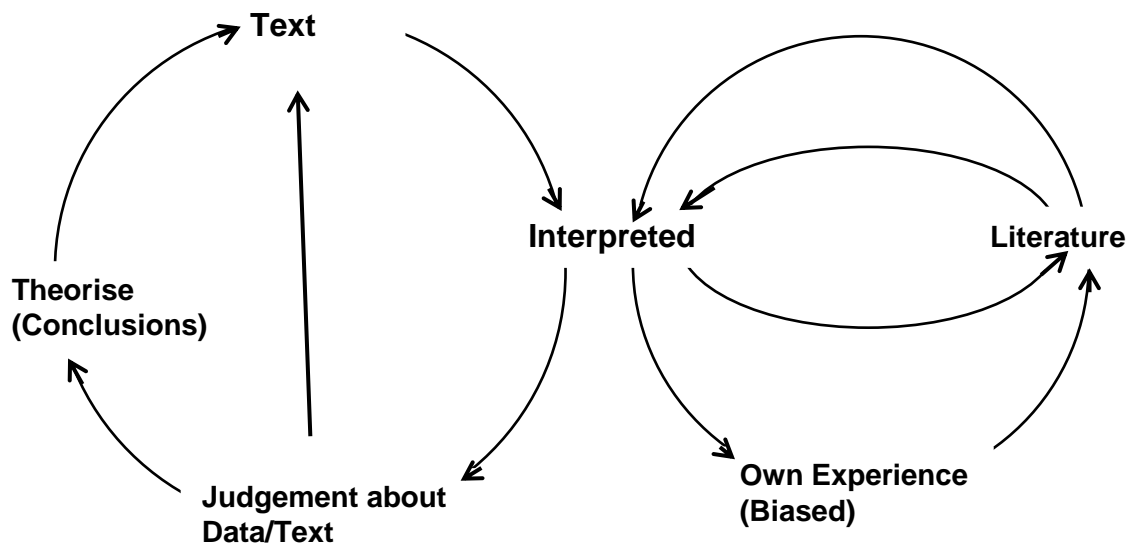 Text
Interpreted
Literature
Theorise
(Conclusions)
Judgement about
Data/Text
Own Experience
(Biased)